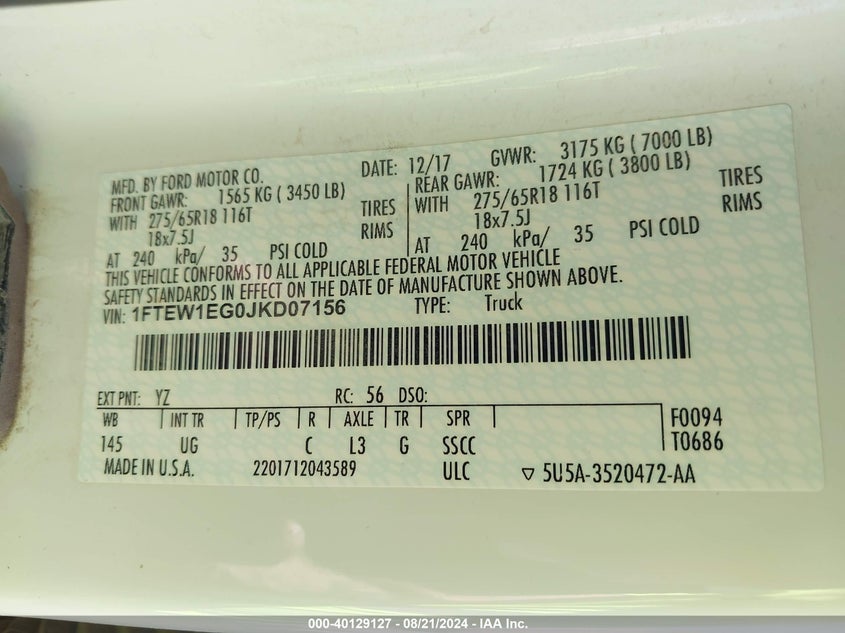 MFD. BY FORD MOTOR CO. DATE: 12/17 GVWR: 3175 KG ( 7000 LB)
FRONT GAWR: 1565 KG ( 3450 LB) REAR GAWR: 1724 KG ( 3800 LB)
WITH 275/65R18 116T TIRES WITH 275/65R18 116T TIRES
18x7.5J RIMS 18x7.5J RIMS
AT 240 kPa/ 35 PSI COLD AT 240 kPa/ 35 PSI COLD
THIS VEHICLE CONFORMS TO ALL APPLICABLE FEDERAL MOTOR VEHICLE
SAFETY STANDARDS IN EFFECT ON THE DATE OF MANUFACTURE SHOWN ABOVE.
VIN: 1FTEW1EG0JKD07156 TYPE: Truck
EXT PNT: YZ RC: 56 DSO:
WB INT TR TP/PS R AXLE TR SPR F0094
145 UG C L3 G SSCC T0686
MADE IN U.S.A. 2201712043589 ULC ▽ 5U5A-3520472-AA
000-40129127 - 08/21/2024 - IAA Inc.